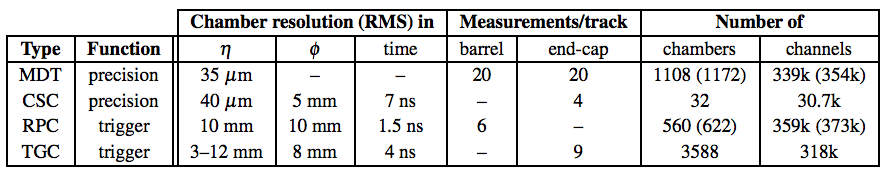 Chamber resolution (RMS) in Measurements/track Number of
Type Function η ϕ time barrel end-cap chambers channels
MDT precision 35 μm – – 20 20 1108 (1172) 339k (354k)
CSC precision 40 μm 5 mm 7 ns – 4 32 30.7k
RPC trigger 10 mm 10 mm 1.5 ns 6 – 560 (622) 359k (373k)
TGC trigger 3–12 mm 8 mm 4 ns – 9 3588 318k